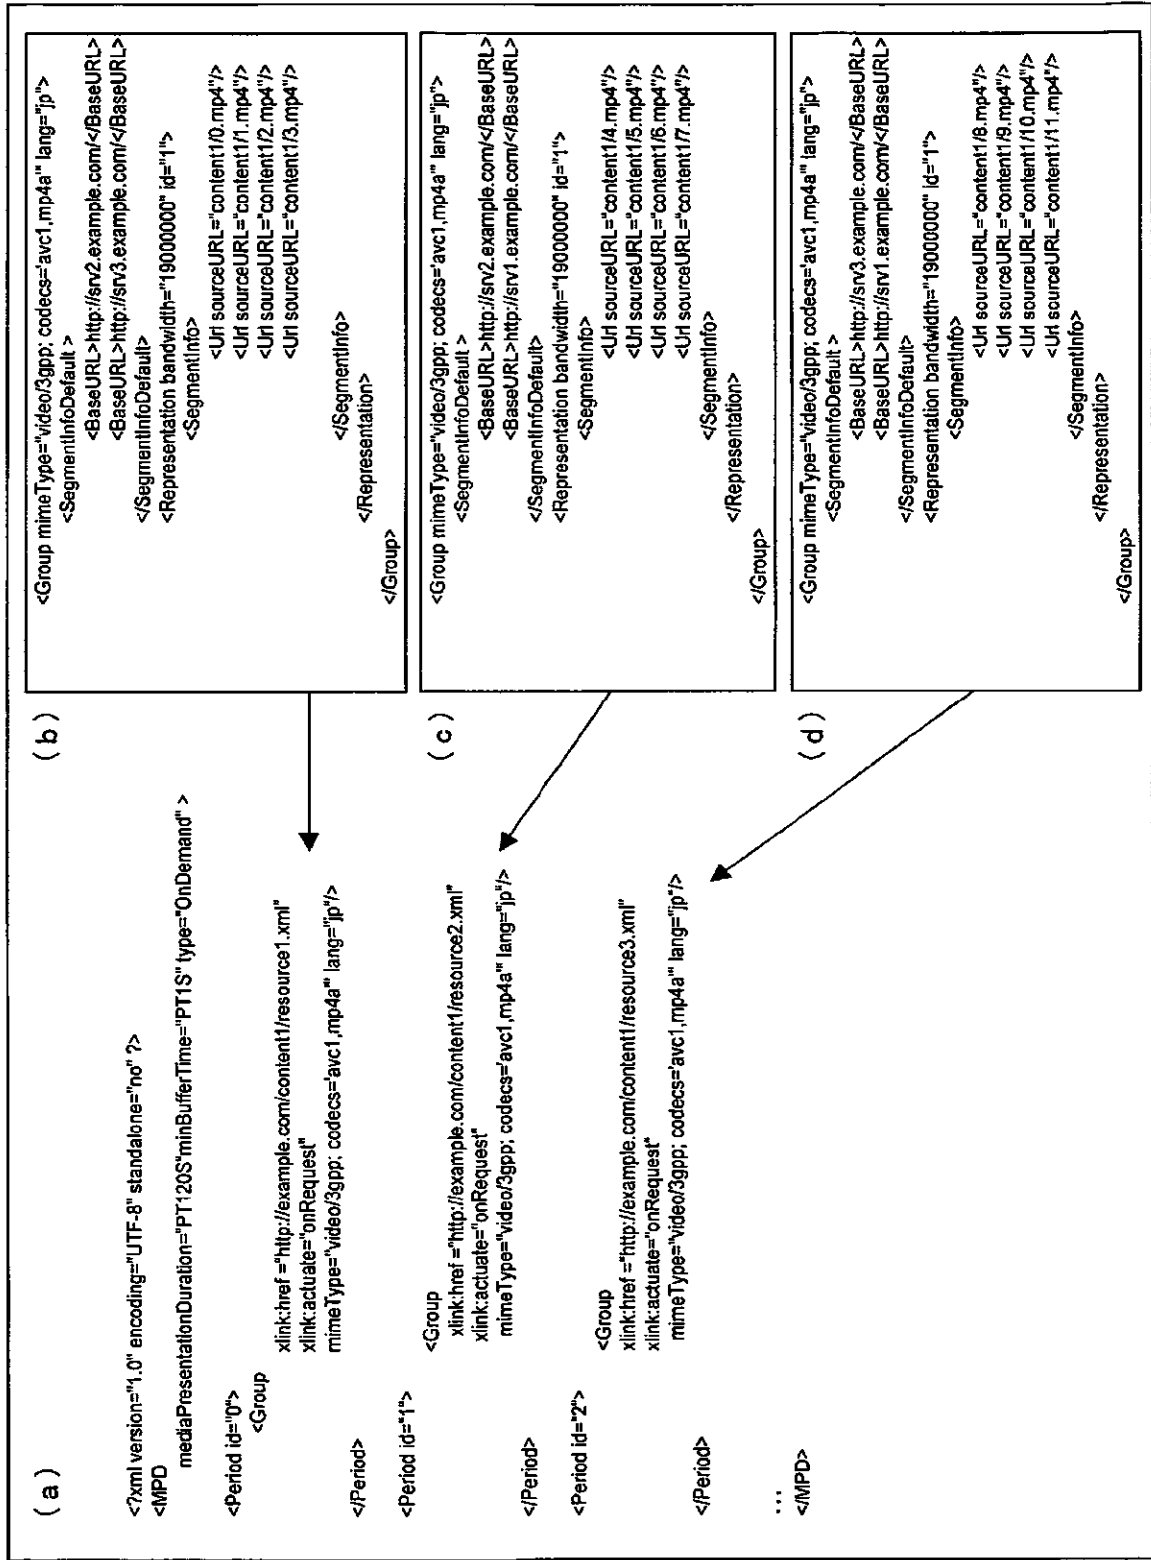 (a)
<?xml version="1.0" encoding="UTF-8" standalone="no" ?>
<MPD
mediaPresentationDuration="PT120S"minBufferTime="PT1S" type="OnDemand" >
<Period id="0">
<Group
xlink:href ="http://example.com/content1/resource1.xml"
xlink:actuate="onRequest"
mimeType="video/3gpp; codecs='avc1,mp4a'" lang="jp"/>
</Period>
<Period id="1">
<Group
xlink:href ="http://example.com/content1/resource2.xml"
xlink:actuate="onRequest"
mimeType="video/3gpp; codecs='avc1,mp4a'" lang="jp"/>
</Period>
<Period id="2">
<Group
xlink:href ="http://example.com/content1/resource3.xml"
xlink:actuate="onRequest"
mimeType="video/3gpp; codecs='avc1,mp4a'" lang="jp"/>
</Period>
...
</MPD>
(b)
<Group mimeType="video/3gpp; codecs='avc1,mp4a'" lang="jp">
<SegmentInfoDefault >
<BaseURL>http://srv2.example.com/</BaseURL>
<BaseURL>http://srv3.example.com/</BaseURL>
</SegmentInfoDefault>
<Representation bandwidth="19000000" id="1">
<SegmentInfo>
<Url sourceURL="content1/0.mp4"/>
<Url sourceURL="content1/1.mp4"/>
<Url sourceURL="content1/2.mp4"/>
<Url sourceURL="content1/3.mp4"/>
</SegmentInfo>
</Representation>
</Group>
(c)
<Group mimeType="video/3gpp; codecs='avc1,mp4a'" lang="jp">
<SegmentInfoDefault >
<BaseURL>http://srv2.example.com/</BaseURL>
<BaseURL>http://srv1.example.com/</BaseURL>
</SegmentInfoDefault>
<Representation bandwidth="19000000" id="1">
<SegmentInfo>
<Url sourceURL="content1/4.mp4"/>
<Url sourceURL="content1/5.mp4"/>
<Url sourceURL="content1/6.mp4"/>
<Url sourceURL="content1/7.mp4"/>
</SegmentInfo>
</Representation>
</Group>
(d)
<Group mimeType="video/3gpp; codecs='avc1,mp4a'" lang="jp">
<SegmentInfoDefault >
<BaseURL>http://srv3.example.com/</BaseURL>
<BaseURL>http://srv1.example.com/</BaseURL>
</SegmentInfoDefault>
<Representation bandwidth="19000000" id="1">
<SegmentInfo>
<Url sourceURL="content1/8.mp4"/>
<Url sourceURL="content1/9.mp4"/>
<Url sourceURL="content1/10.mp4"/>
<Url sourceURL="content1/11.mp4"/>
</SegmentInfo>
</Representation>
</Group>